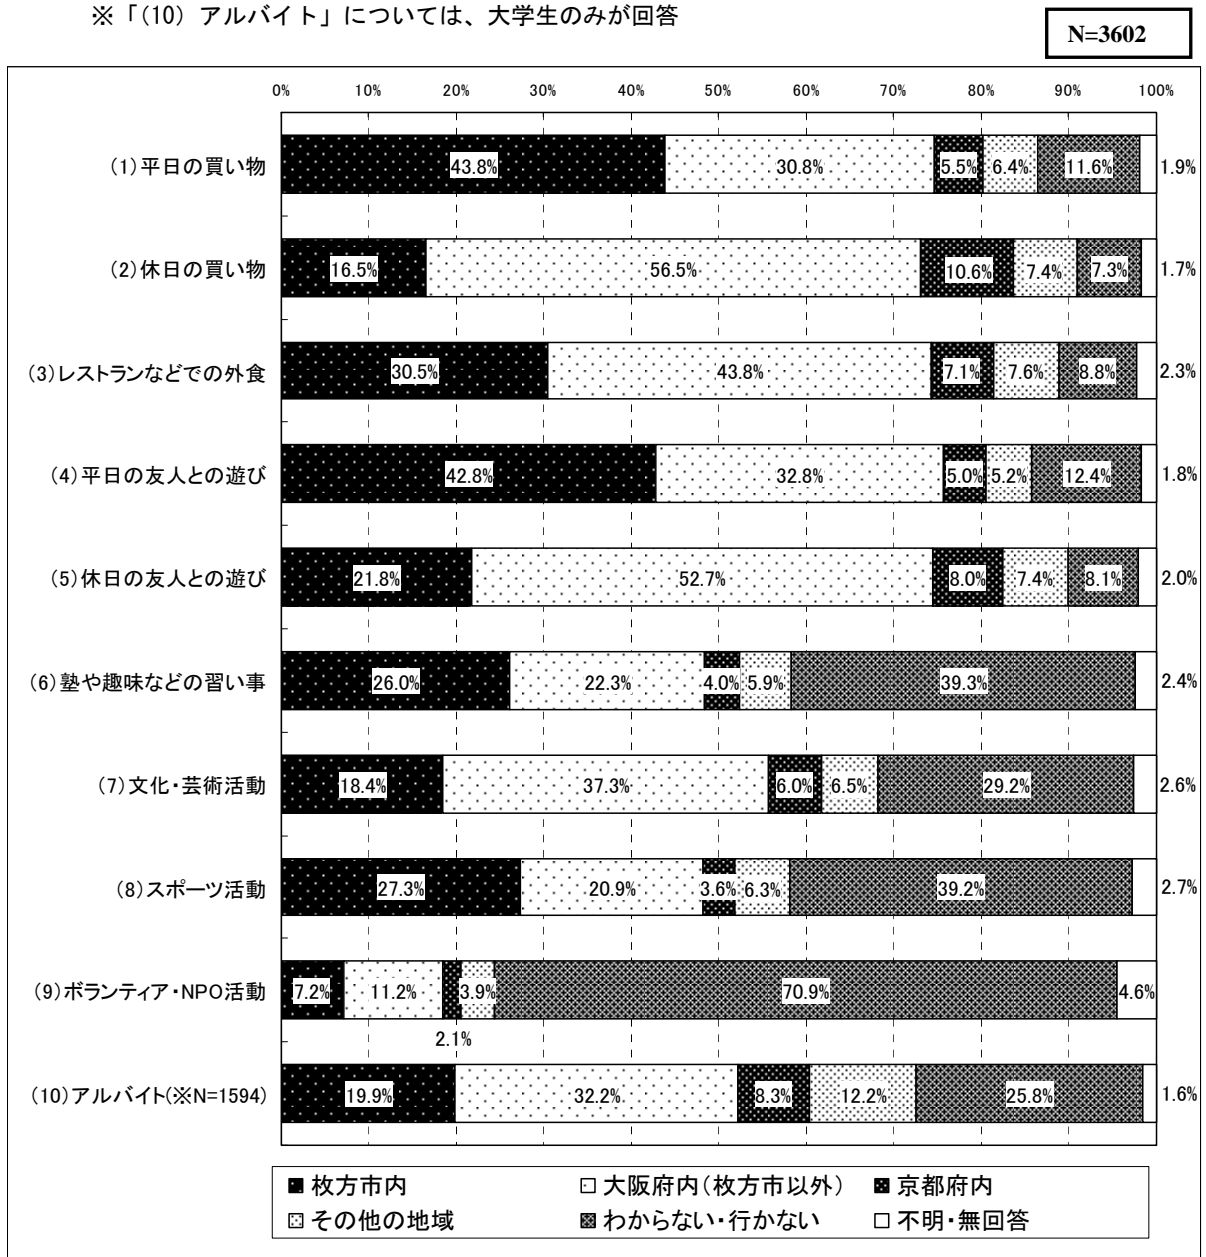 ※「(10) アルバイト」については、大学生のみが回答
N=3602
0% 10% 20% 30% 40% 50% 60% 70% 80% 90% 100%
(1)平日の買い物 43.8% 30.8% 5.5% 6.4% 11.6% 1.9%
(2)休日の買い物 16.5% 56.5% 10.6% 7.4% 7.3% 1.7%
(3)レストランなどでの外食 30.5% 43.8% 7.1% 7.6% 8.8% 2.3%
(4)平日の友人との遊び 42.8% 32.8% 5.0% 5.2% 12.4% 1.8%
(5)休日の友人との遊び 21.8% 52.7% 8.0% 7.4% 8.1% 2.0%
(6)塾や趣味などの習い事 26.0% 22.3% 4.0% 5.9% 39.3% 2.4%
(7)文化・芸術活動 18.4% 37.3% 6.0% 6.5% 29.2% 2.6%
(8)スポーツ活動 27.3% 20.9% 3.6% 6.3% 39.2% 2.7%
(9)ボランティア・NPO活動 7.2% 11.2% 3.9% 70.9% 4.6%
2.1%
(10)アルバイト(※N=1594) 19.9% 32.2% 8.3% 12.2% 25.8% 1.6%
枚方市内 大阪府内(枚方市以外) 京都府内
その他の地域 わからない・行かない 不明・無回答